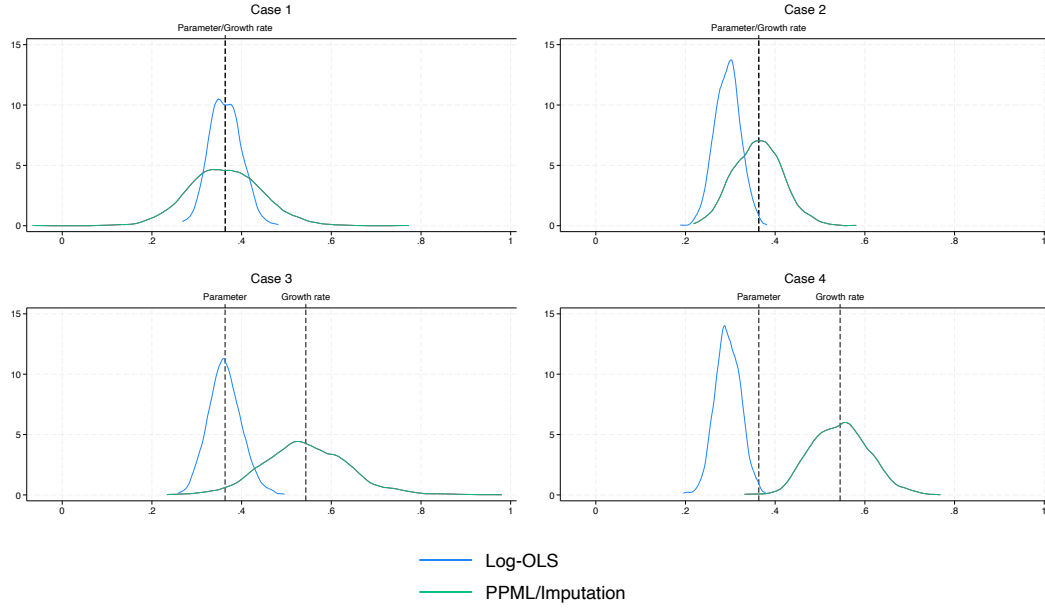 Case 1
Parameter/Growth rate
15
10
5
0
0 .2 .4 .6 .8 1
Case 2
Parameter/Growth rate
15
10
5
0
0 .2 .4 .6 .8 1
Case 3
Parameter Growth rate
15
10
5
0
0 .2 .4 .6 .8 1
Case 4
Parameter Growth rate
15
10
5
0
0 .2 .4 .6 .8 1
Log-OLS
PPML/Imputation